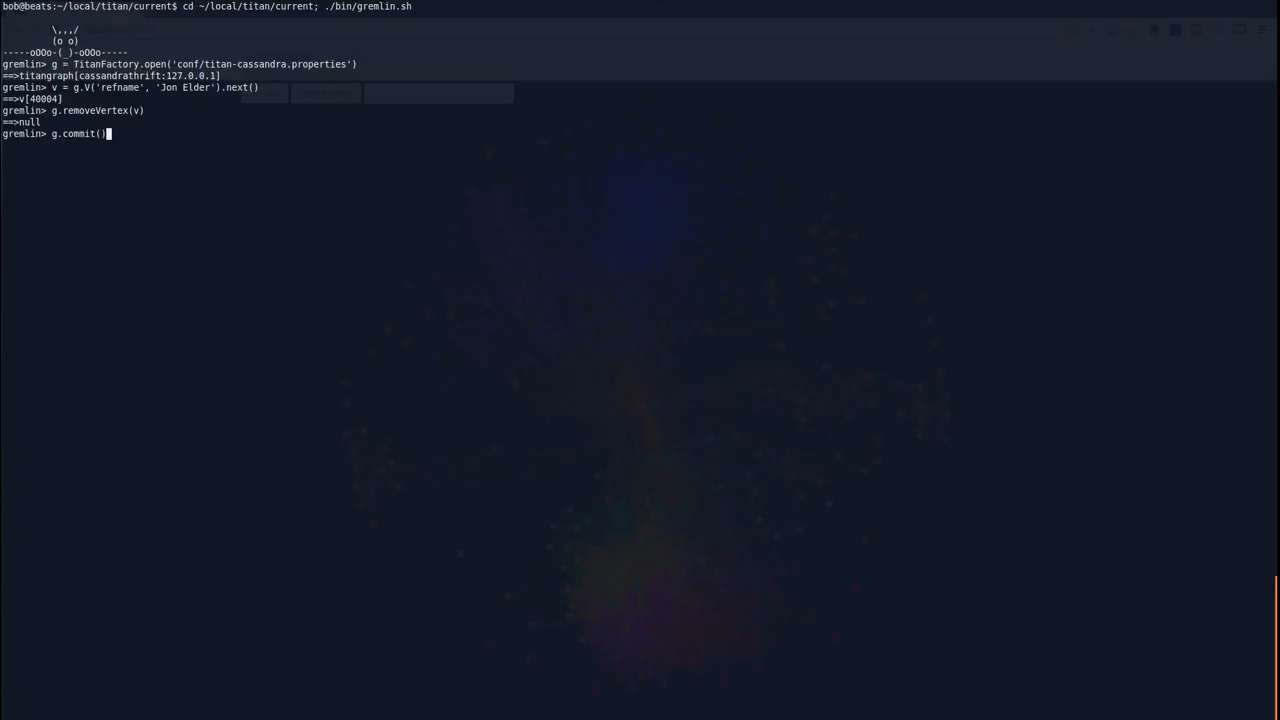 bob@beats:~/local/titan/current$ cd ~/local/titan/current; ./bin/gremlin.sh
         \,,,/
         (o o)
-----oOOo-(_)-oOOo-----
gremlin> g = TitanFactory.open('conf/titan-cassandra.properties')
==>titangraph[cassandrathrift:127.0.0.1]
gremlin> v = g.V('refname', 'Jon Elder').next()
==>v[40004]
gremlin> g.removeVertex(v)
==>null
gremlin> g.commit()